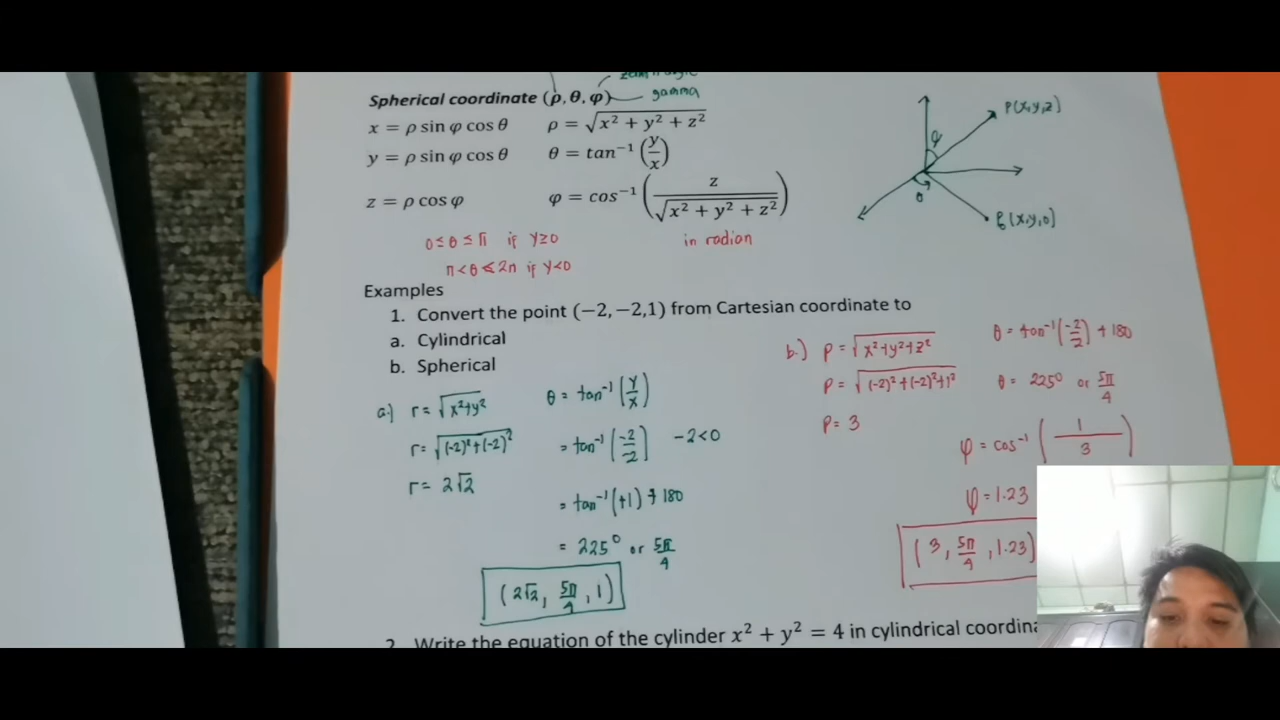 Spherical coordinate (ρ, θ, φ)
gamma
x = ρ sin φ cos θ
ρ = √(x² + y² + z²)
y = ρ sin φ cos θ
θ = tan⁻¹ (y/x)
z = ρ cos φ
φ = cos⁻¹ (z/√(x² + y² + z²))
0 ≤ θ ≤ π if y≥0
in radian
π < θ ≤ 2π if y<0
P(x,y,z)
φ
θ
(x,y,0)
Examples
1. Convert the point (−2, −2,1) from Cartesian coordinate to
a. Cylindrical
b. Spherical
a.) r = √(x²+y²)
r = √((-2)²+(-2)²)
r = 2√2
θ = tan⁻¹ (y/x)
= tan⁻¹ (-2/-2) -2<0
= tan⁻¹ (+1) + 180
= 225° or 5π/4
(2√2, 5π/4, 1)
b.) ρ = √(x²+y²+z²)
ρ = √((-2)²+(-2)²+1²)
ρ = 3
θ = tan⁻¹ (-2/2) + 180
θ = 225° or 5π/4
φ = cos⁻¹ (1/3)
φ = 1.23
(3, 5π/4, 1.23)
2. Write the equation of the cylinder x² + y² = 4 in cylindrical